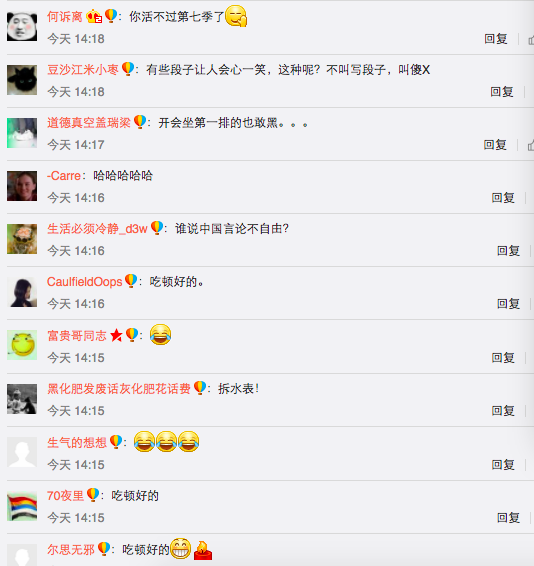 何诉离：你活不过第七季了
今天 14:18 回复
豆沙江米小枣：有些段子让人会心一笑，这种呢？不叫写段子，叫傻X
今天 14:18 回复
道德真空盖瑞梁：开会坐第一排的也敢黑。。。
今天 14:17 回复
-Carre：哈哈哈哈哈
今天 14:16 回复
生活必须冷静_d3w：谁说中国言论不自由?
今天 14:16 回复
CaulfieldOops：吃顿好的。
今天 14:16 回复
富贵哥同志：
今天 14:15 回复
黑化肥发废话灰化肥花话费：拆水表！
今天 14:15 回复
生气的想想：
今天 14:15 回复
70夜里：吃顿好的
今天 14:15 回复
尔思无邪：吃顿好的